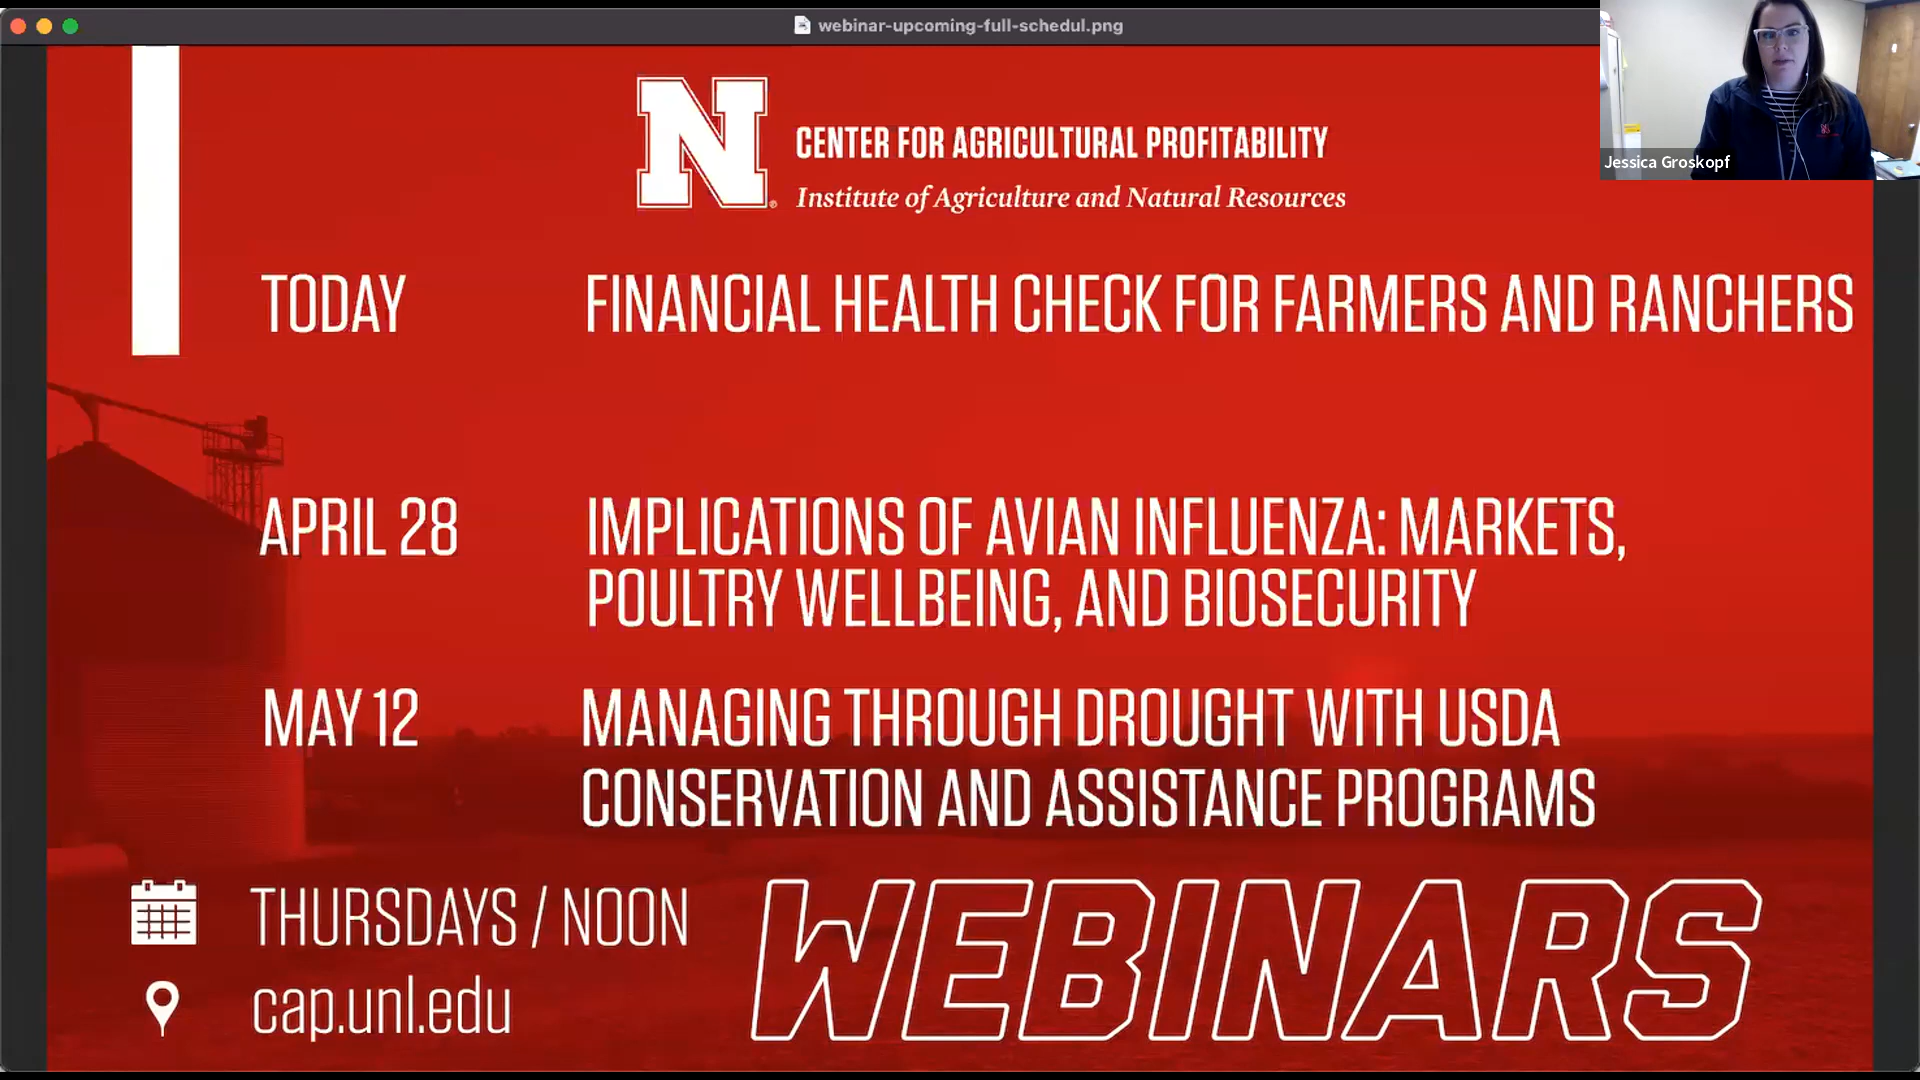 webinar-upcoming-full-schedul.png
Jessica Groskopf
N
CENTER FOR AGRICULTURAL PROFITABILITY
Institute of Agriculture and Natural Resources
TODAY
FINANCIAL HEALTH CHECK FOR FARMERS AND RANCHERS
APRIL 28
IMPLICATIONS OF AVIAN INFLUENZA: MARKETS,
POULTRY WELLBEING, AND BIOSECURITY
MAY 12
MANAGING THROUGH DROUGHT WITH USDA
CONSERVATION AND ASSISTANCE PROGRAMS
THURSDAYS / NOON
cap.unl.edu
WEBINARS